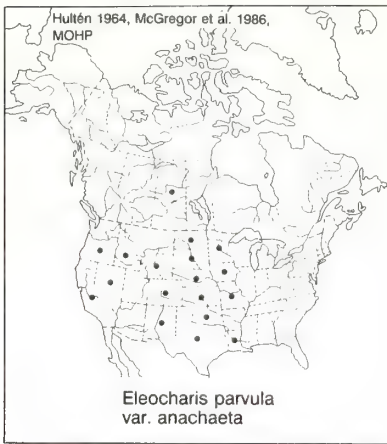 Hultén 1964, McGregor et al. 1986,
MOHP
Eleocharis parvula
var. anachaeta